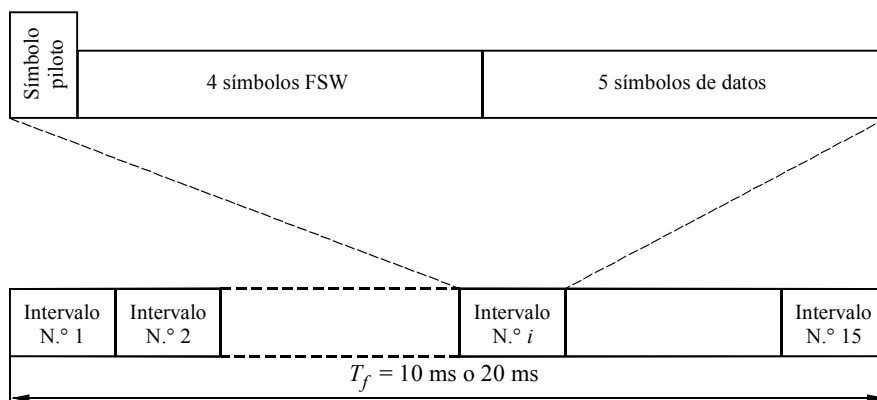 Símbolo
piloto
4 símbolos FSW
5 símbolos de datos
Intervalo
N.° 1
Intervalo
N.° 2
Intervalo
N.° i
Intervalo
N.° 15
T_f = 10 ms o 20 ms